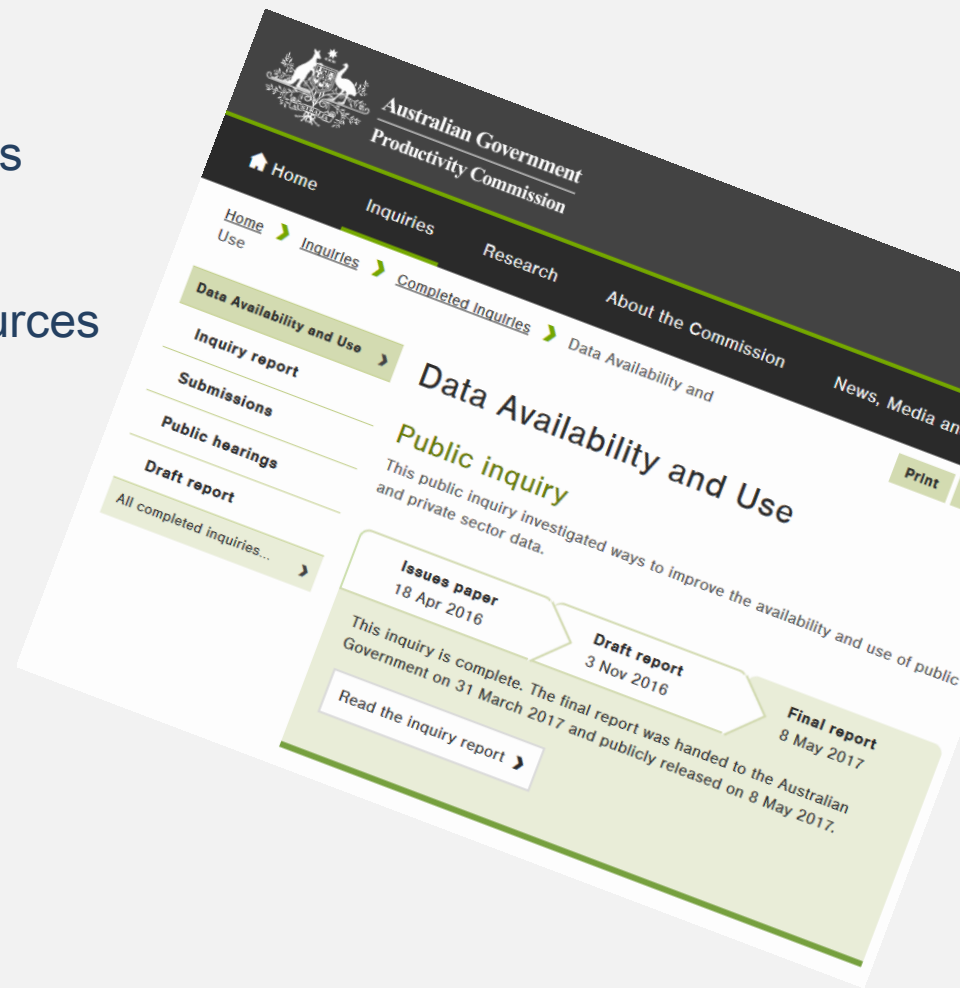 Australian Government
Productivity Commission
Home
Inquiries
Research
About the Commission
News, Media
Home
Inquiries
Completed Inquiries
Data Availability and
Use
Data Availability and Use
Inquiry report
Submissions
Public hearings
Draft report
All completed inquiries...
Print
Data Availability and Use
Public inquiry
This public inquiry investigated ways to improve the availability and use of public
and private sector data.
Issues paper
18 Apr 2016
Draft report
3 Nov 2016
Final report
8 May 2017
This inquiry is complete. The final report was handed to the Australian
Government on 31 March 2017 and publicly released on 8 May 2017.
Read the inquiry report